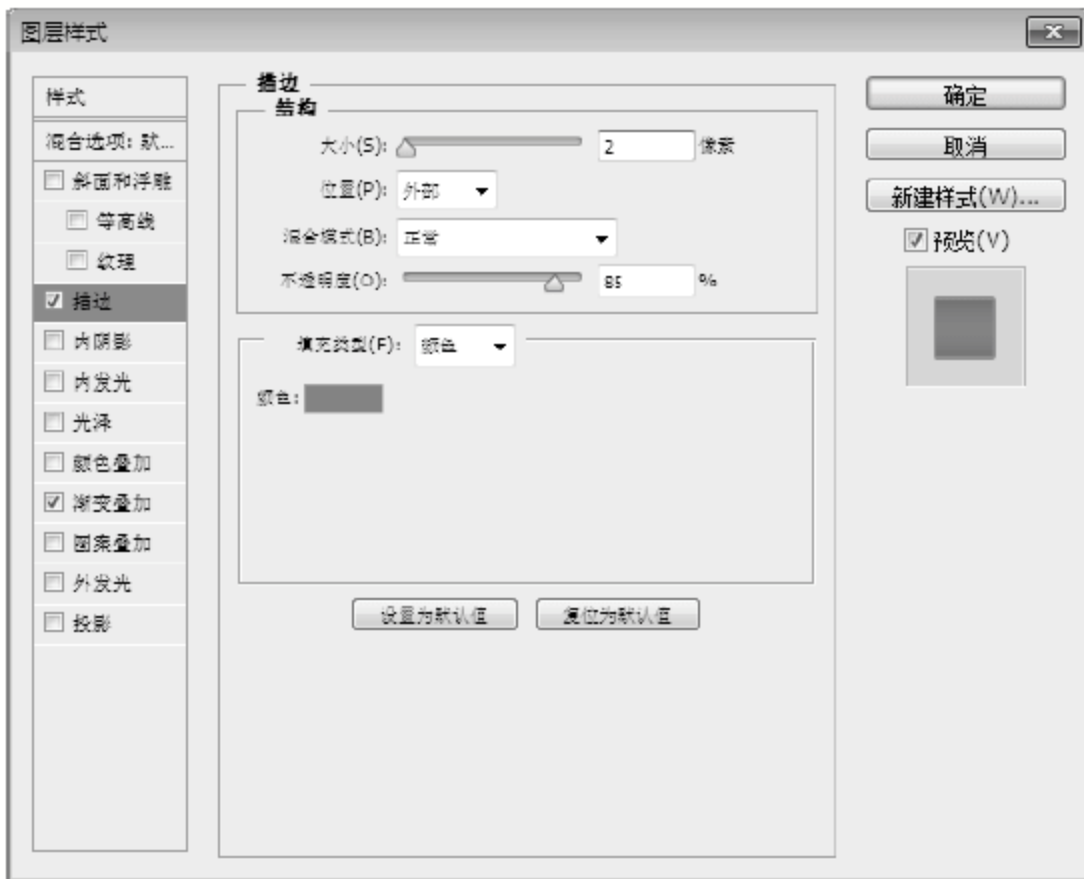 图层样式
样式
混合选项: 默...
斜面和浮雕
等高线
纹理
描边
内阴影
内发光
光泽
颜色叠加
渐变叠加
图案叠加
外发光
投影
描边
结构
大小(S): 2 像素
位置(P): 外部
混合模式(B): 正常
不透明度(O): 85 %
填充类型(F): 颜色
颜色:
设置为默认值 复位为默认值
确定
取消
新建样式(W)...
预览(V)